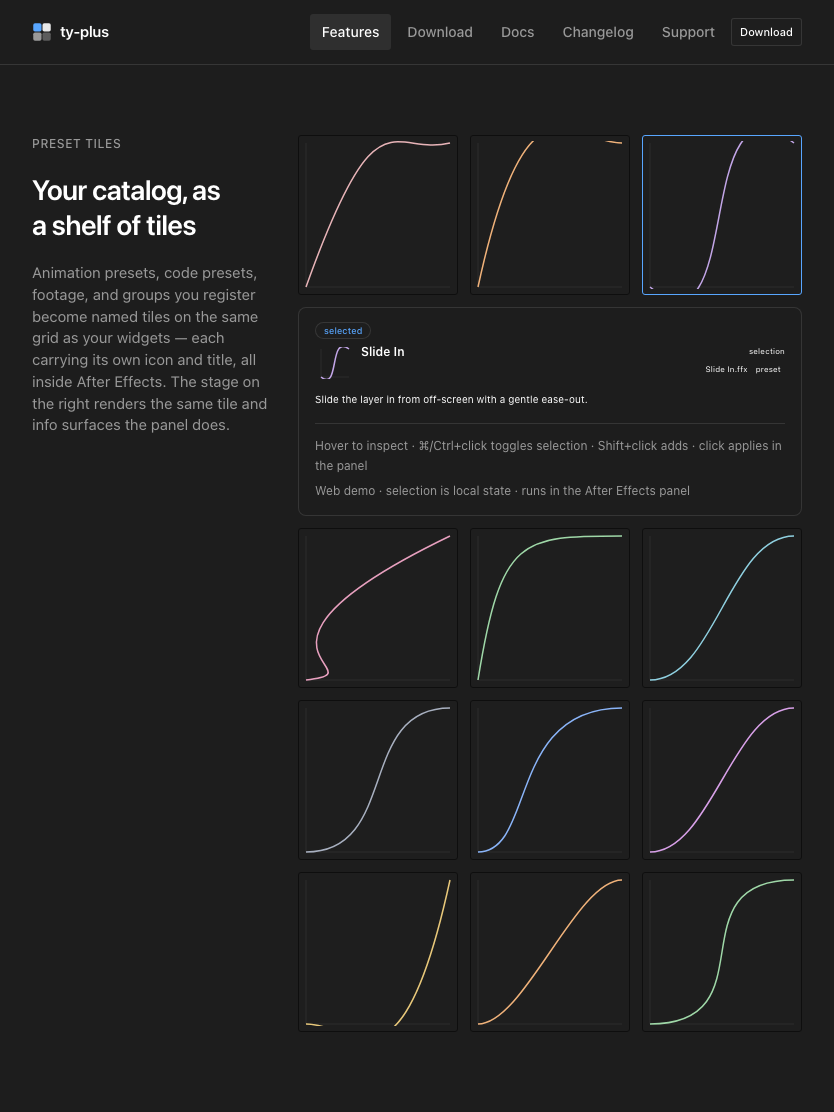 ty-plus
Features
Download
Docs
Changelog
Support
Download
PRESET TILES
Your catalog, as
a shelf of tiles
Animation presets, code presets,
footage, and groups you register
become named tiles on the same
grid as your widgets — each
carrying its own icon and title, all
inside After Effects. The stage on
the right renders the same tile and
info surfaces the panel does.
selected
Slide In
selection
Slide In.ffx preset
Slide the layer in from off-screen with a gentle ease-out.
Hover to inspect · ⌘/Ctrl+click toggles selection · Shift+click adds · click applies in
the panel
Web demo · selection is local state · runs in the After Effects panel